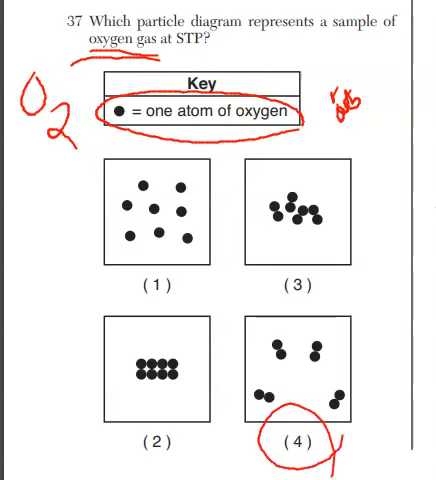 37 Which particle diagram represents a sample of
oxygen gas at STP?
O2
Key
= one atom of oxygen
(1)
(3)
(2)
(4)